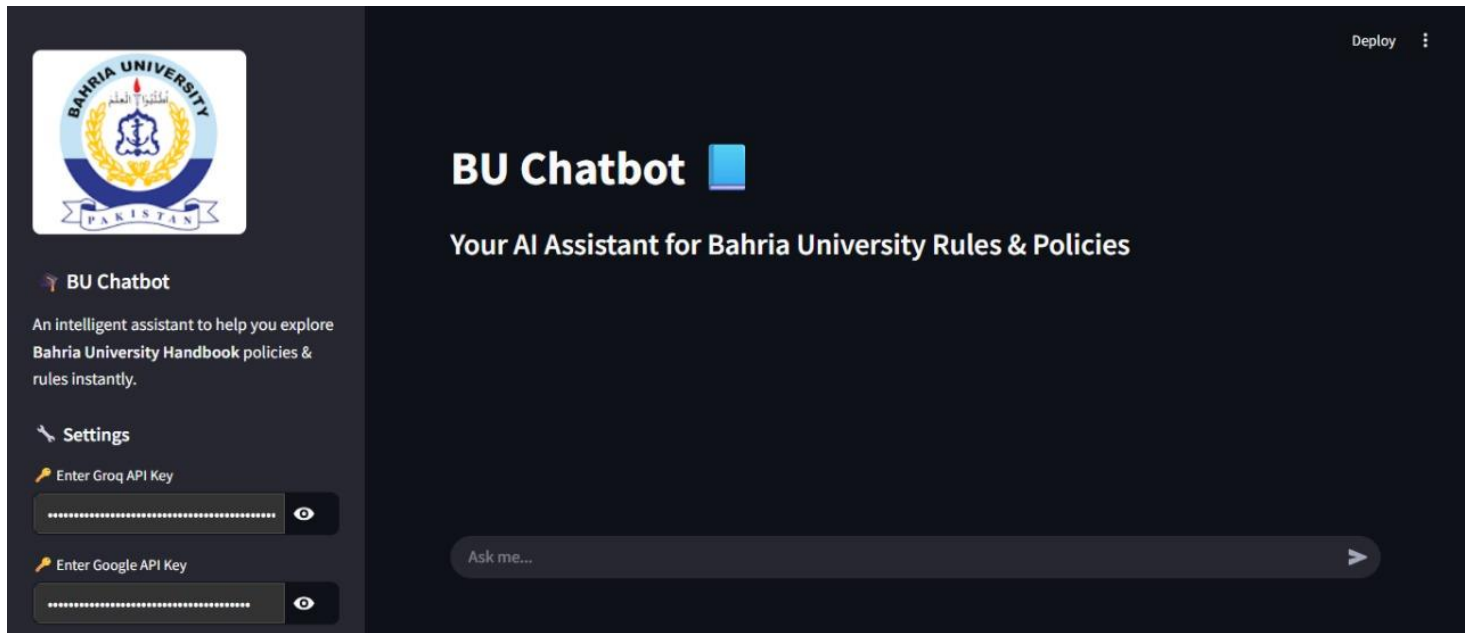 BAHRIA UNIVERSITY
اطلبوا العلم
PAKISTAN
BU Chatbot
An intelligent assistant to help you explore
Bahria University Handbook policies &
rules instantly.
Settings
Enter Groq API Key
Enter Google API Key
Deploy
BU Chatbot
Your AI Assistant for Bahria University Rules & Policies
Ask me...